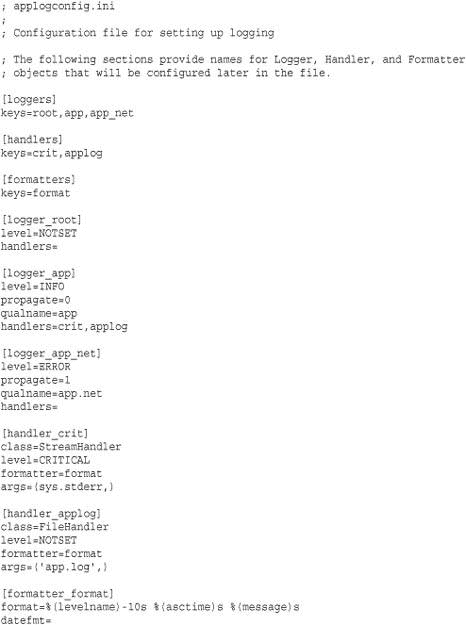 ; applogconfig.ini
;
; Configuration file for setting up logging
; The following sections provide names for Logger, Handler, and Formatter
; objects that will be configured later in the file.
[loggers]
keys=root,app,app_net
[handlers]
keys=crit,applog
[formatters]
keys=format
[logger_root]
level=NOTSET
handlers=
[logger_app]
level=INFO
propagate=0
qualname=app
handlers=crit,applog
[logger_app_net]
level=ERROR
propagate=1
qualname=app.net
handlers=
[handler_crit]
class=StreamHandler
level=CRITICAL
formatter=format
args=(sys.stderr,)
[handler_applog]
class=FileHandler
level=NOTSET
formatter=format
args=('app.log',)
[formatter_format]
format=%(levelname)-10s %(asctime)s %(message)s
datefmt=